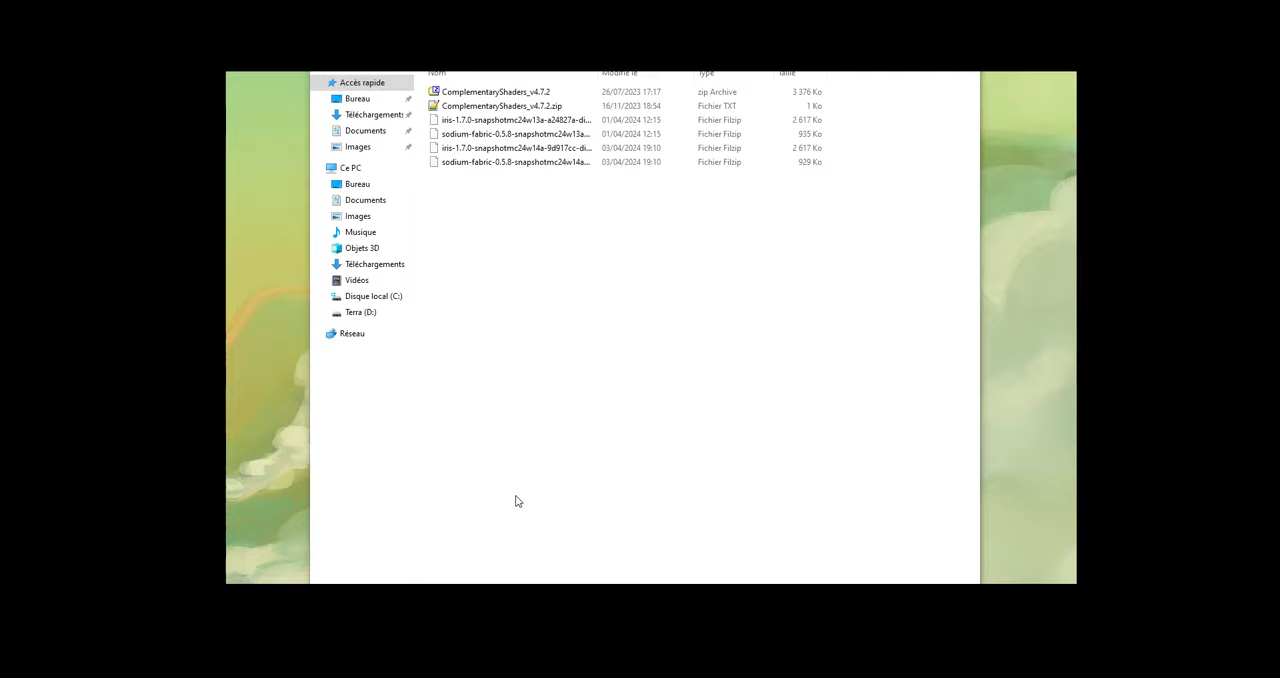 Nom Modifié le Type Taille
Accès rapide
Bureau
Téléchargements
Documents
Images
Ce PC
Bureau
Documents
Images
Musique
Objets 3D
Téléchargements
Vidéos
Disque local (C:)
Terra (D:)
Réseau
ComplementaryShaders_v4.7.2 26/07/2023 17:17 zip Archive 3 376 Ko
ComplementaryShaders_v4.7.2.zip 16/11/2023 18:54 Fichier TXT 1 Ko
iris-1.7.0-snapshotmc24w13a-a24827a-di... 01/04/2024 12:15 Fichier Filzip 2 617 Ko
sodium-fabric-0.5.8-snapshotmc24w13a... 01/04/2024 12:15 Fichier Filzip 935 Ko
iris-1.7.0-snapshotmc24w14a-9d917cc-di... 03/04/2024 19:10 Fichier Filzip 2 617 Ko
sodium-fabric-0.5.8-snapshotmc24w14a... 03/04/2024 19:10 Fichier Filzip 929 Ko